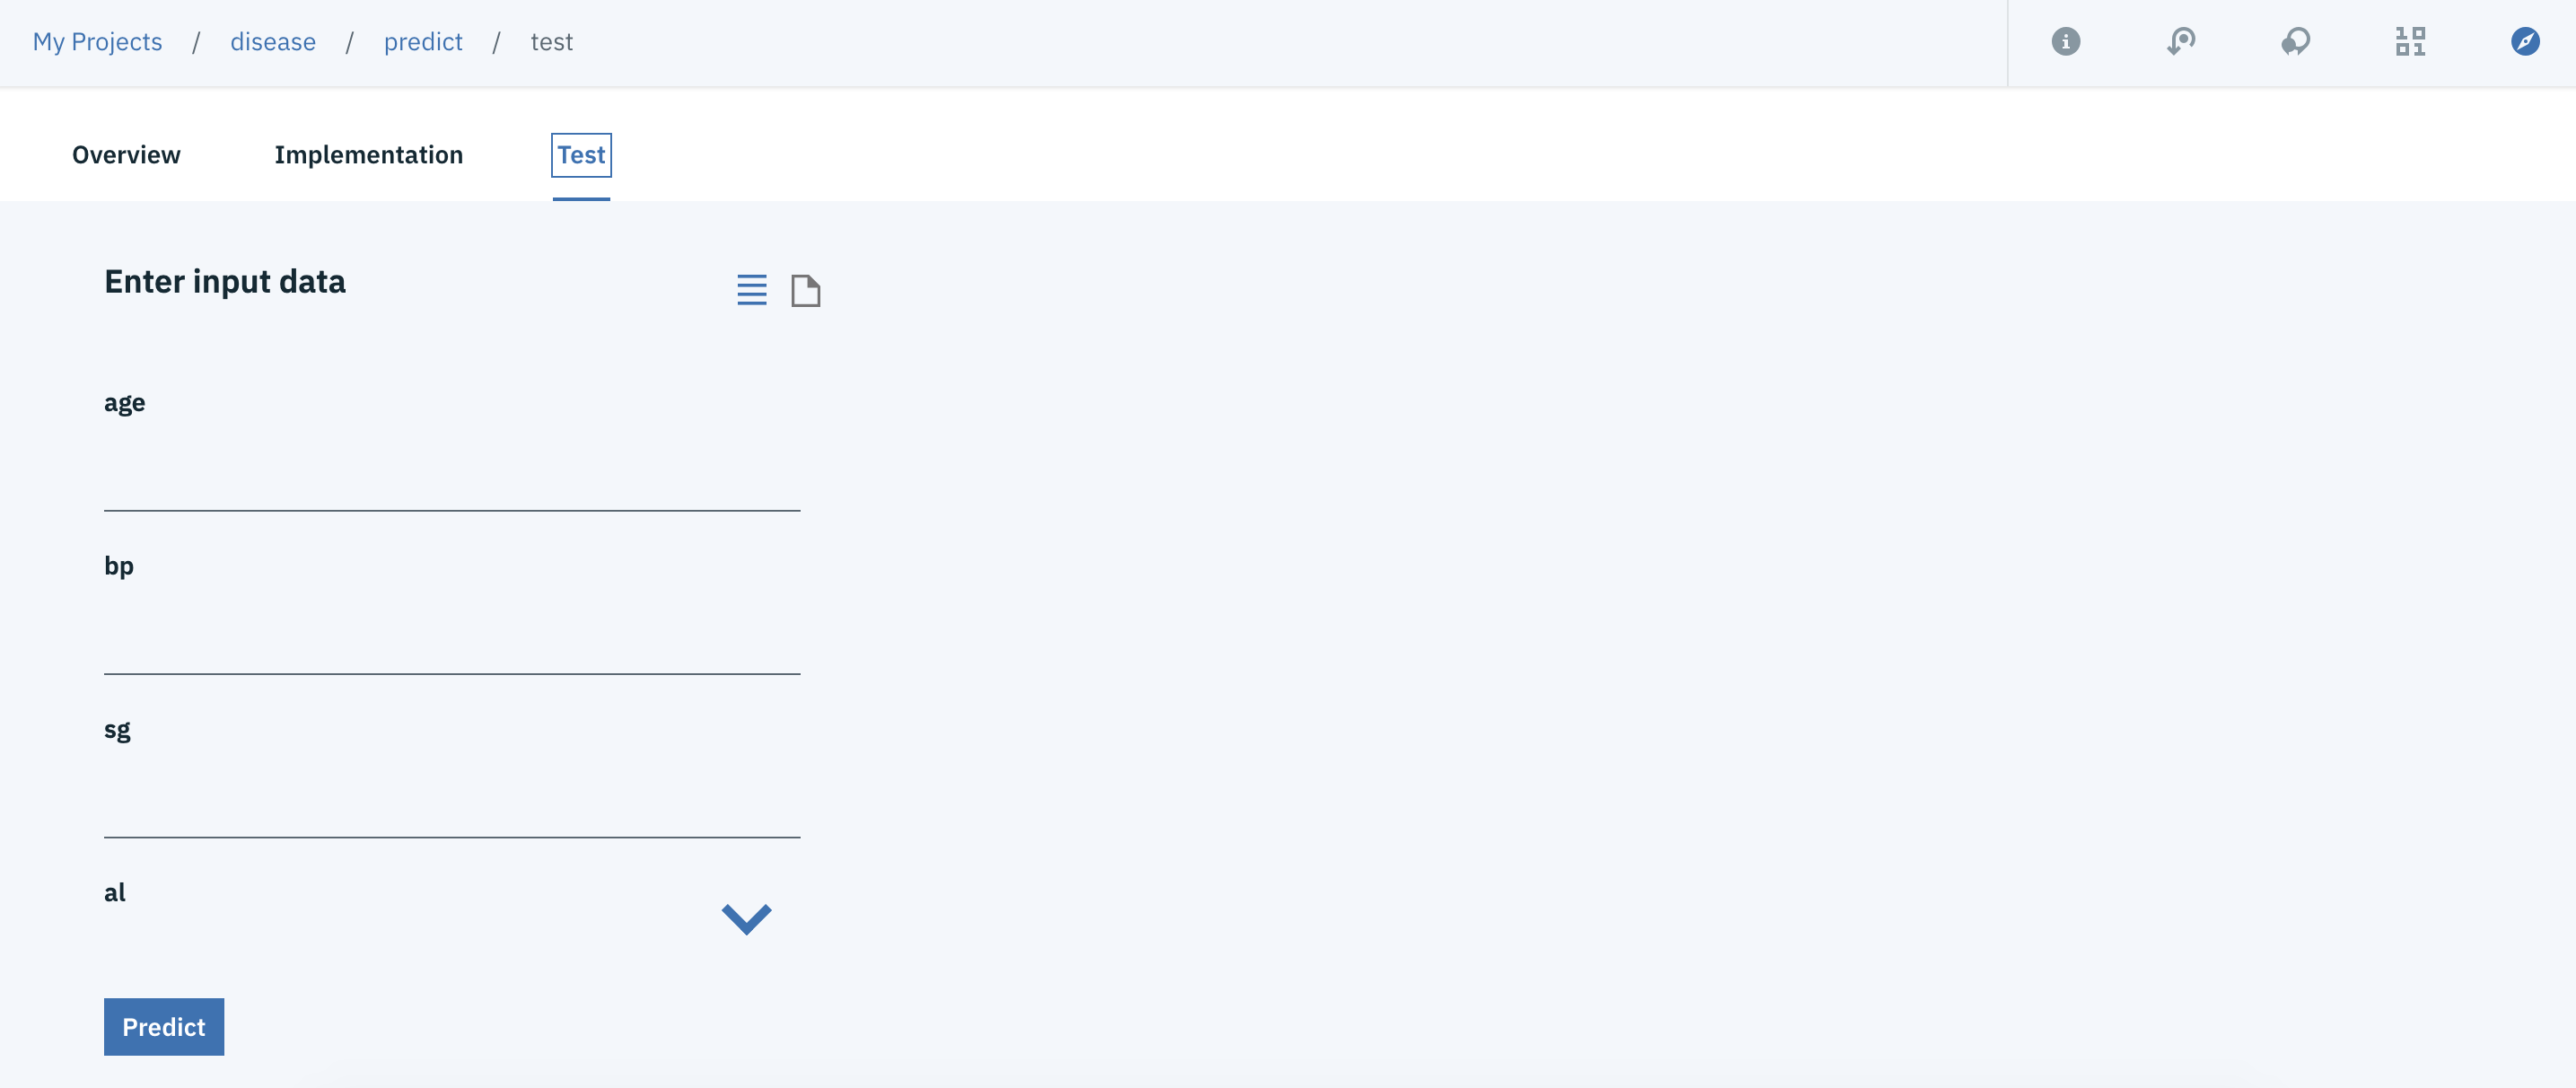 My Projects / disease / predict / test
Overview Implementation Test
Enter input data
age
bp
sg
al
Predict